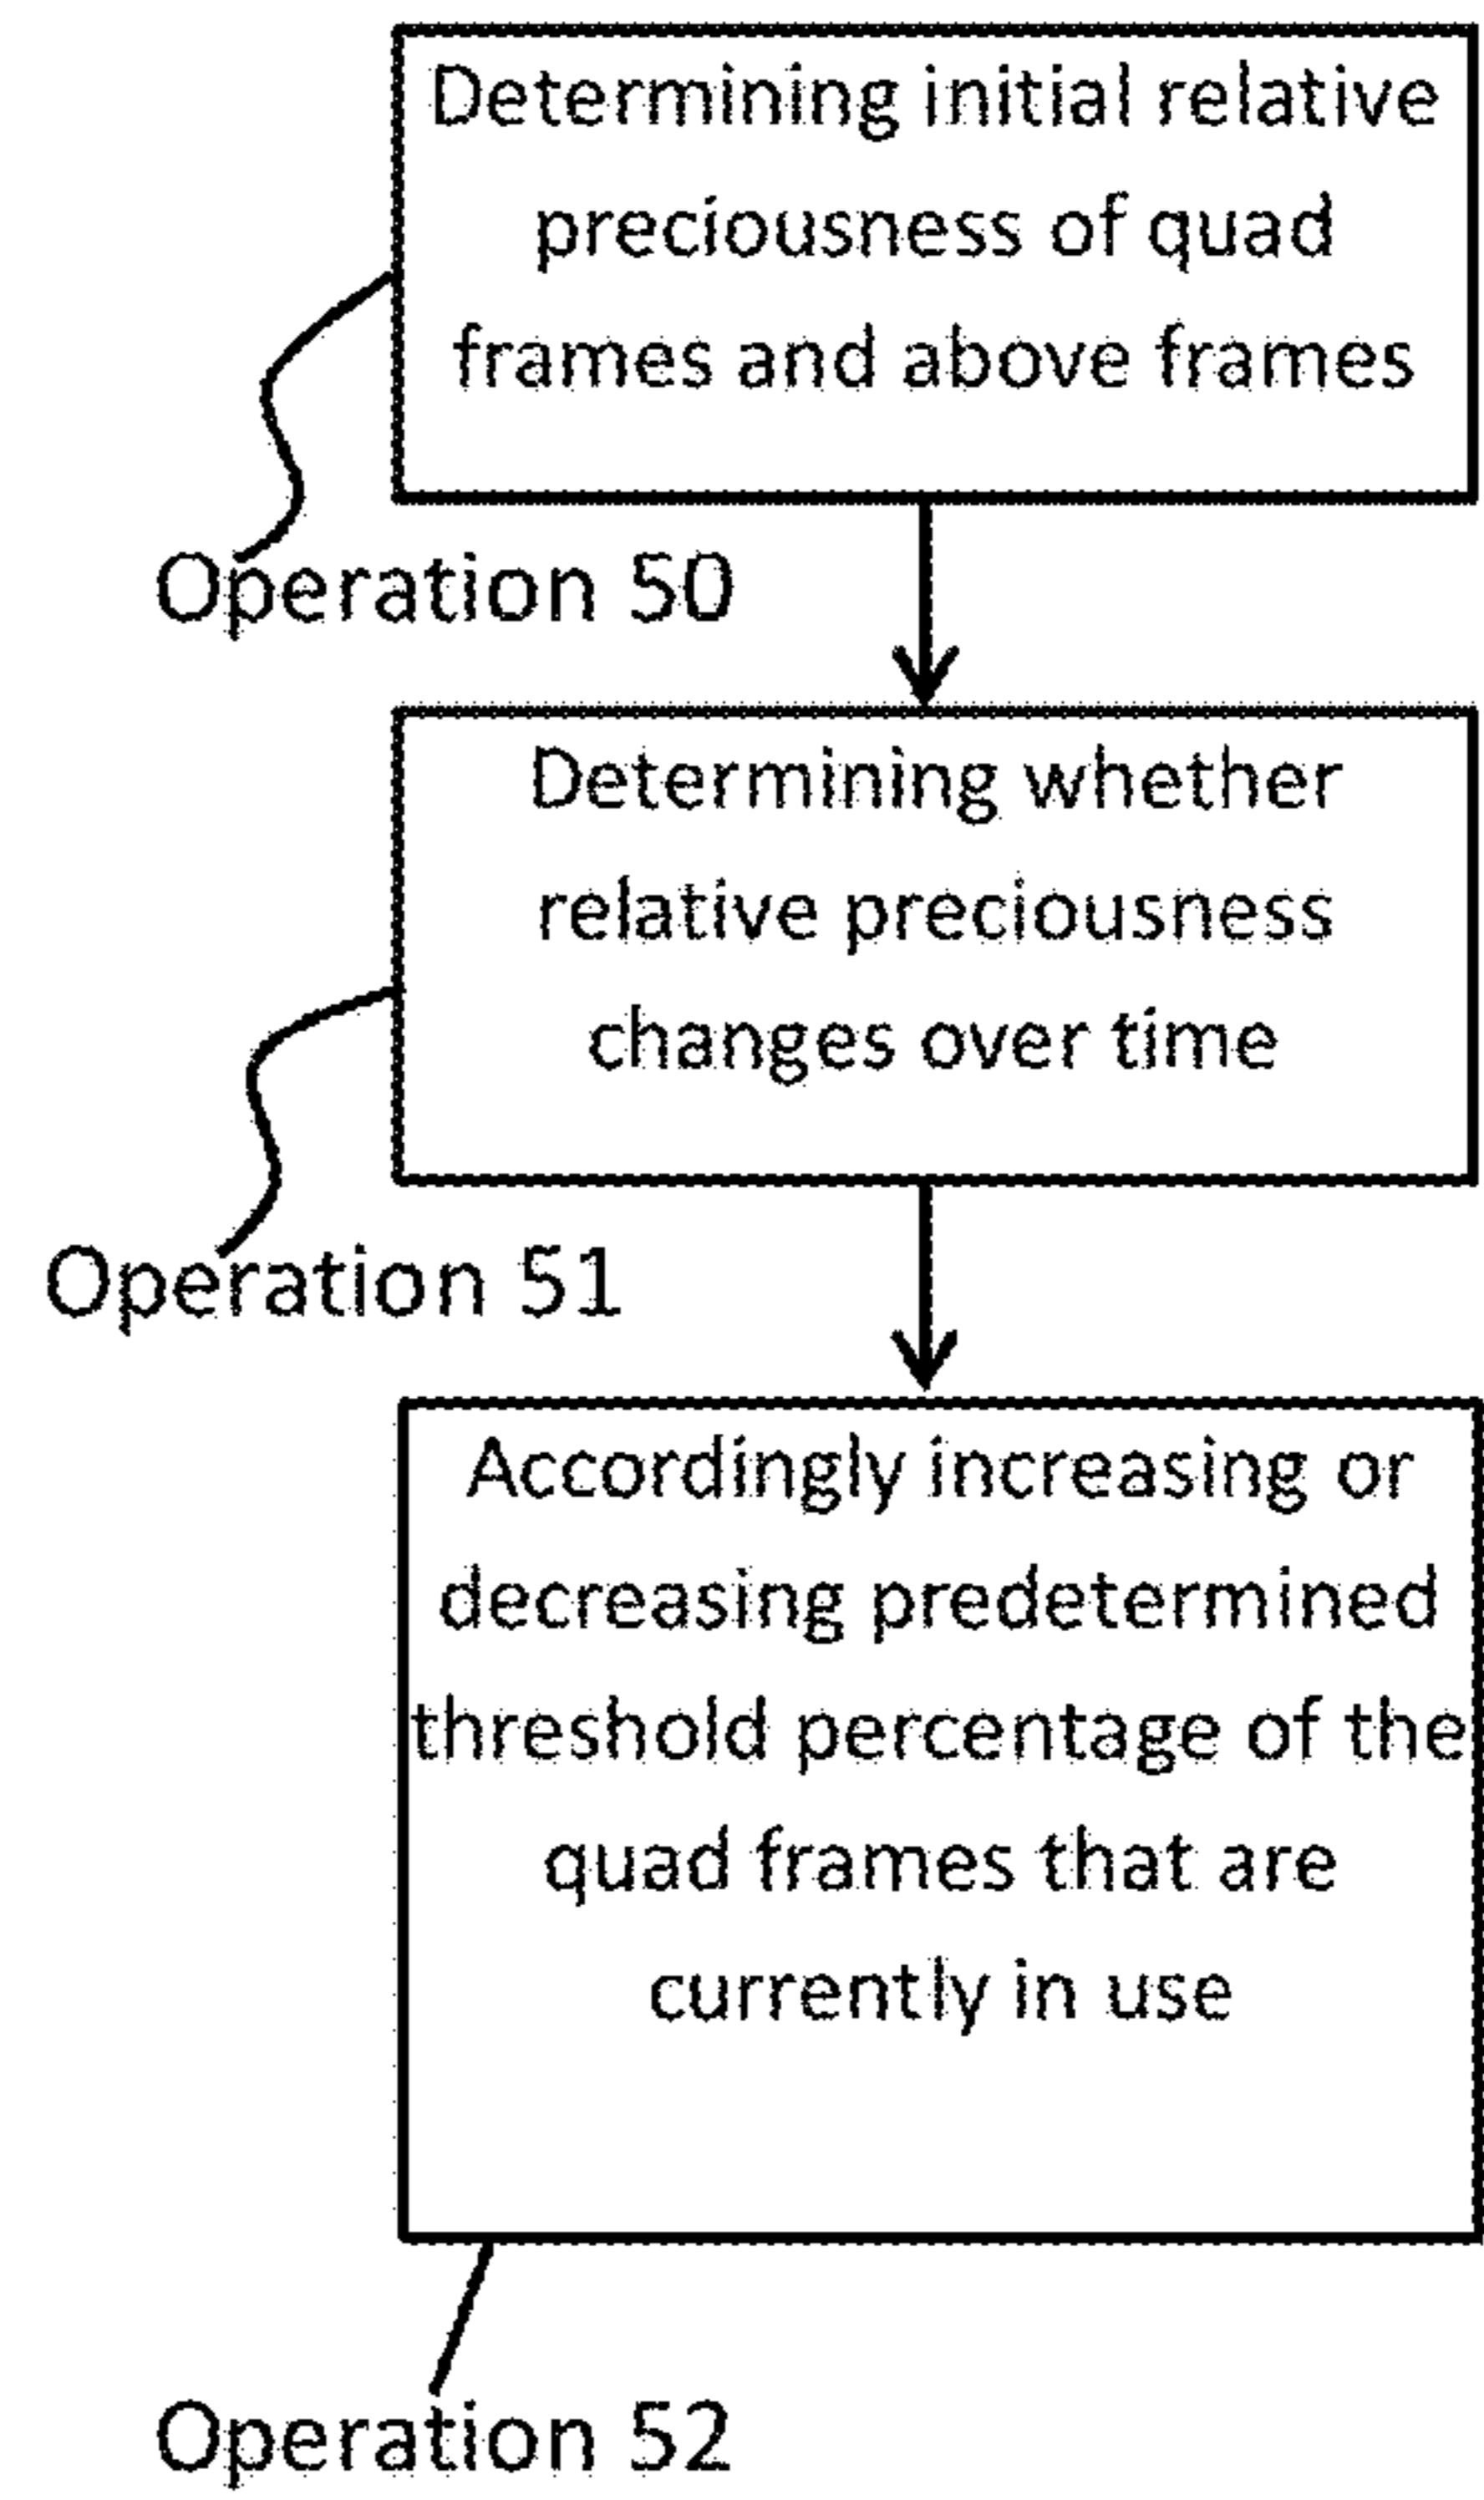 Determining initial relative
preciousness of quad
frames and above frames
Operation 50
Determining whether
relative preciousness
changes over time
Operation 51
Accordingly increasing or
decreasing predetermined
threshold percentage of the
quad frames that are
currently in use
Operation 52